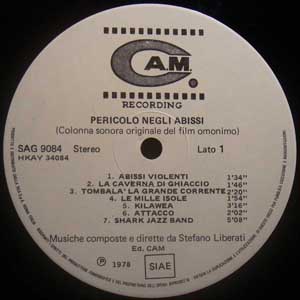 CAM.
RECORDING
PERICOLO NEGLI ABISSI
(Colonna sonora originale del film omonimo)
SAG 9084 Stereo Lato 1
HKAY 34084
1. ABISSI VIOLENTI 1'34"
2. LA CAVERNA DI GHIACCIO 1'46"
3. TOMBALA' LA GRANDE CORRENTE 2'20"
4. LE MILLE ISOLE 1'54"
5. KILAWEA 3'16"
6. ATTACCO 2'07"
7. SHARK JAZZ BAND 5'08"
Musiche composte e dirette da Stefano Liberati
Ed. CAM
P 1978 SIAE